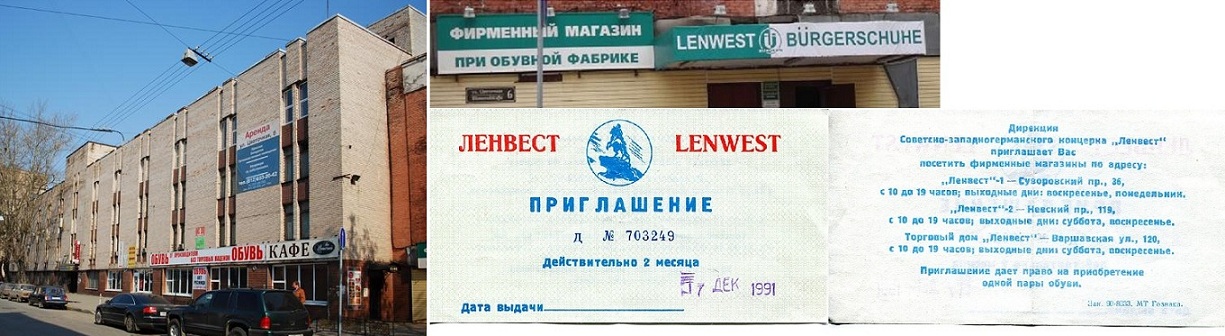 Аренда
ОБУВЬ
ОБУВЬ
КАФЕ
ОБУВЬ
ФИРМЕННЫЙ МАГАЗИН
ПРИ ОБУВНОЙ ФАБРИКЕ
LENWEST BÜRGERSCHUHE
6
ЛЕНВЕСТ LENWEST
ПРИГЛАШЕНИЕ
Д № 703249
Действительно 2 месяца
ДЕК 1991
Дата выдачи
Дирекция
Советско-западногерманского концерна „Ленвест"
приглашает Вас
посетить фирменные магазины по адресу:
„Ленвест"-1 — Суворовский пр., 36,
с 10 до 19 часов; выходные дни: воскресенье, понедельник.
„Ленвест"-2 — Невский пр., 119,
с 10 до 19 часов; выходные дни: суббота, воскресенье.
Торговый дом „Ленвест" — Варшавская ул., 120,
с 10 до 19 часов; выходные дни: суббота, воскресенье.
Приглашение дает право на приобретение
одной пары обуви.